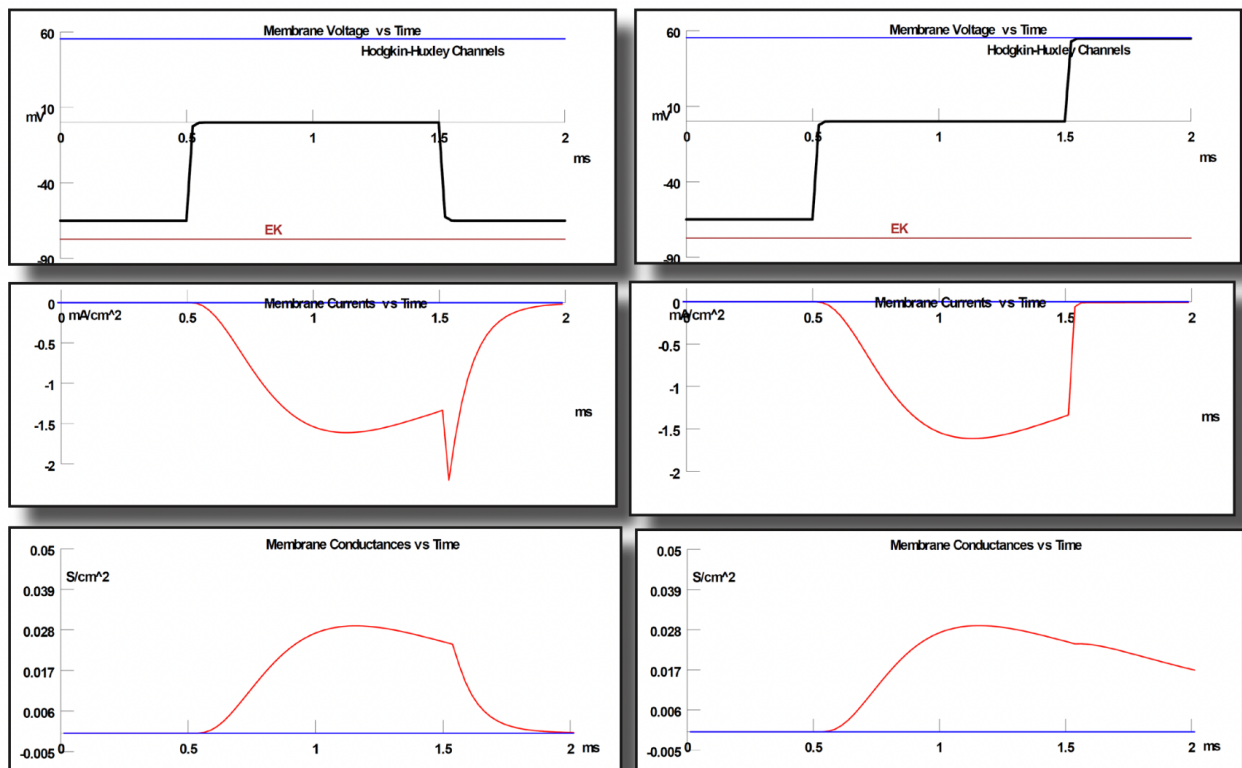 Membrane Voltage vs Time
60
Hodgkin-Huxley Channels
10
mV
0
0.5
1
1.5
2
ms
-40
EK
-90
Membrane Voltage vs Time
60
Hodgkin-Huxley Channels
10
mV
0
0.5
1
1.5
2
ms
-40
EK
-90
Membrane Currents vs Time
0
mA/cm^2
0
0.5
1
1.5
2
-0.5
-1
ms
-1.5
-2
Membrane Currents vs Time
0
mA/cm^2
0
0.5
1
1.5
2
-0.5
-1
ms
-1.5
-2
Membrane Conductances vs Time
0.05
S/cm^2
0.039
0.028
0.017
0.006
-0.005
0
0.5
1
1.5
2
ms
Membrane Conductances vs Time
0.05
S/cm^2
0.039
0.028
0.017
0.006
-0.005
0
0.5
1
1.5
2
ms